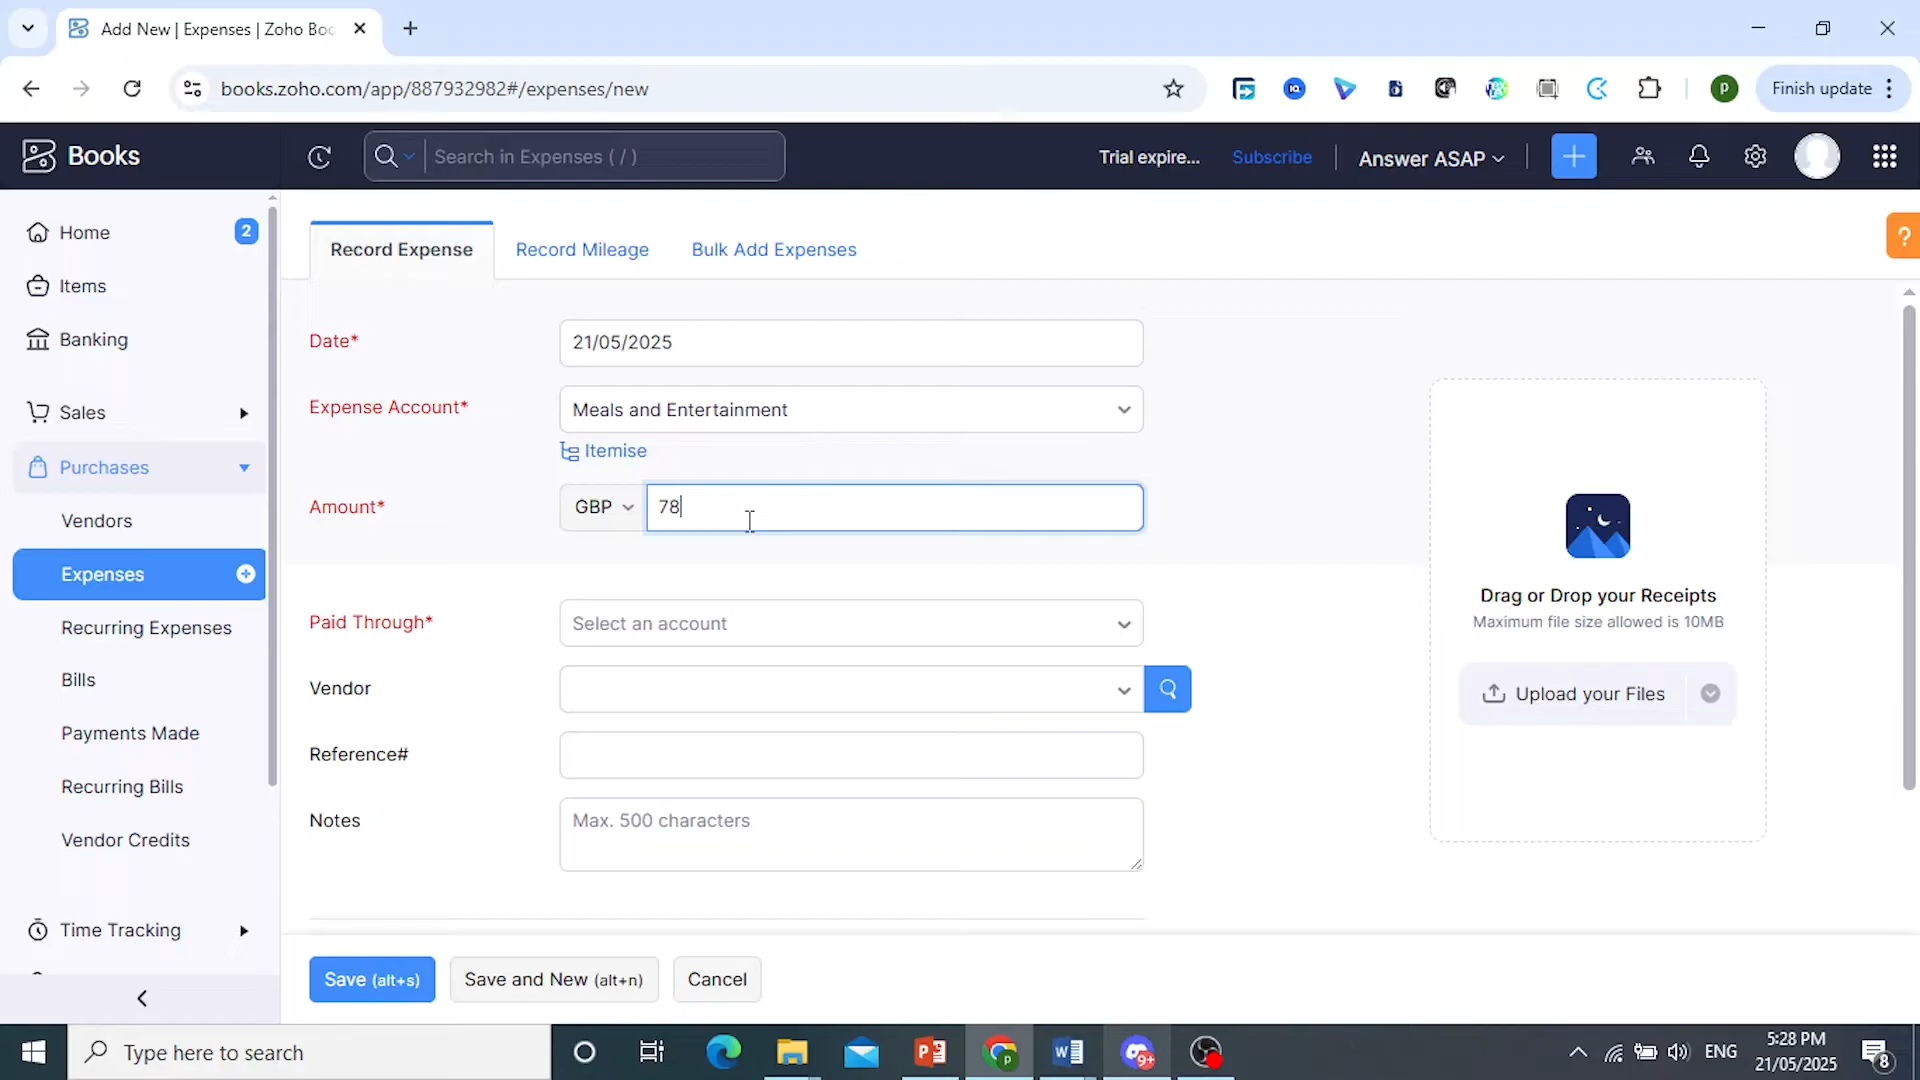 Add New | Expenses | Zoho Boo
books.zoho.com/app/887932982#/expenses/new
Finish update
Books
Search in Expenses ( / )
Trial expire...
Subscribe
Answer ASAP
Home
2
Items
Banking
Sales
Purchases
Vendors
Expenses
Recurring Expenses
Bills
Payments Made
Recurring Bills
Vendor Credits
Time Tracking
Record Expense
Record Mileage
Bulk Add Expenses
Date*
21/05/2025
Expense Account*
Meals and Entertainment
Itemise
Amount*
GBP
78
Paid Through*
Select an account
Vendor
Reference#
Notes
Max. 500 characters
Drag or Drop your Receipts
Maximum file size allowed is 10MB
Upload your Files
?
Save (alt+s)
Save and New (alt+n)
Cancel
Type here to search
9+
ENG
5:28 PM
21/05/2025
8